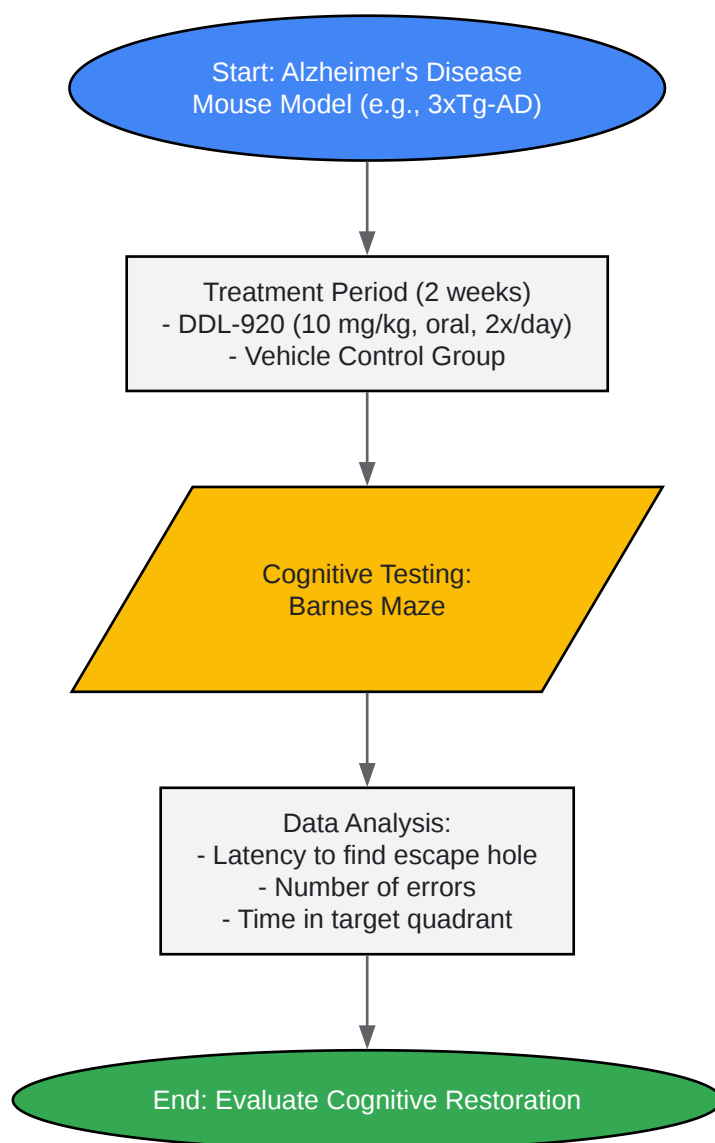 Start: Alzheimer's Disease
Mouse Model (e.g., 3xTg-AD)
Treatment Period (2 weeks)
- DDL-920 (10 mg/kg, oral, 2x/day)
- Vehicle Control Group
Cognitive Testing:
Barnes Maze
Data Analysis:
- Latency to find escape hole
- Number of errors
- Time in target quadrant
End: Evaluate Cognitive Restoration